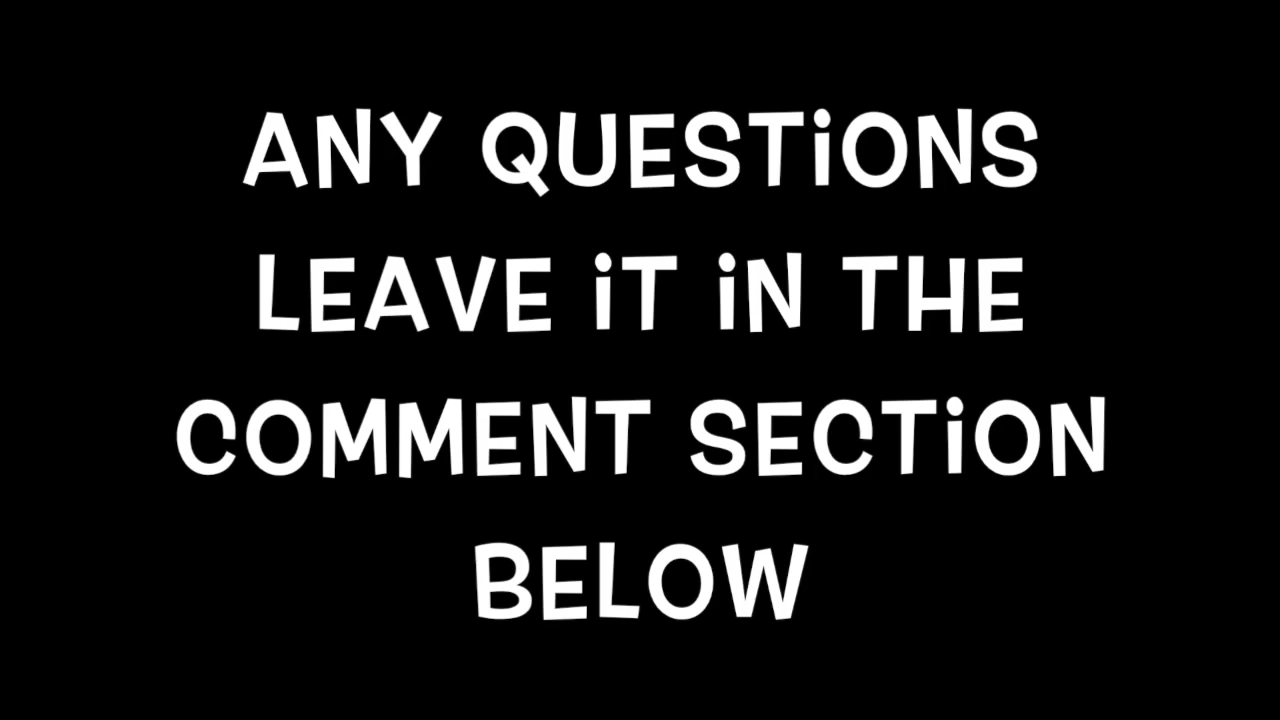 ANY QUESTIONS
LEAVE iT iN THE
COMMENT SECTiON
BELOW